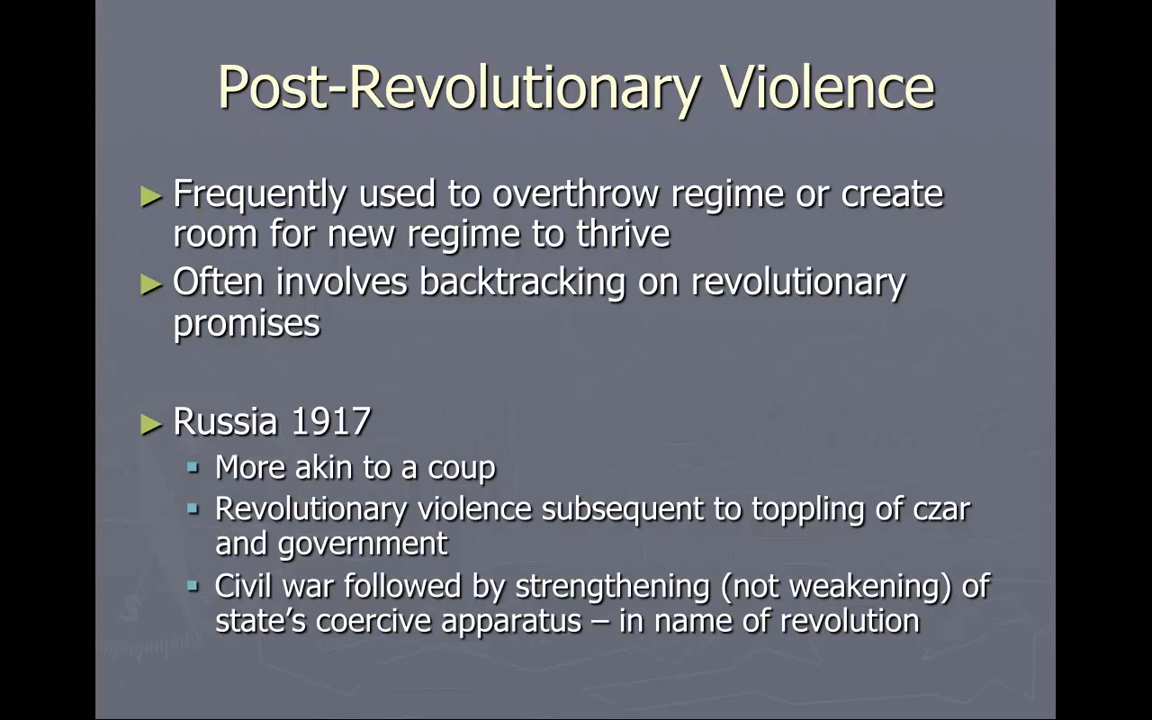 Post-Revolutionary Violence
► Frequently used to overthrow regime or create
room for new regime to thrive
► Often involves backtracking on revolutionary
promises
► Russia 1917
▪ More akin to a coup
▪ Revolutionary violence subsequent to toppling of czar
and government
▪ Civil war followed by strengthening (not weakening) of
state’s coercive apparatus – in name of revolution